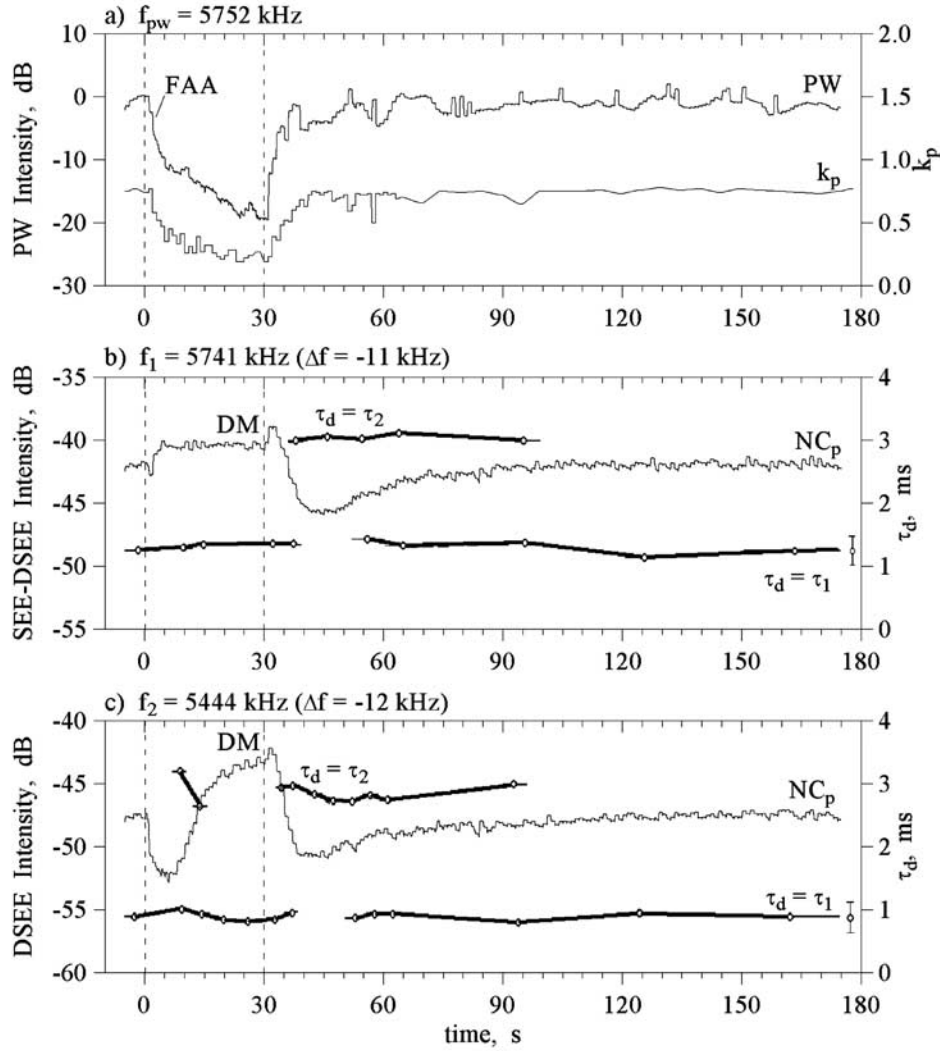 a) f_pw = 5752 kHz
10
0
-10
-20
-30
PW Intensity, dB
FAA
PW
k_p
2.0
1.5
1.0
0.5
0.0
k_p
0 30 60 90 120 150 180
b) f_1 = 5741 kHz (Δf = -11 kHz)
-35
-40
-45
-50
-55
SEE-DSEE Intensity, dB
DM
τ_d = τ_2
NC_p
τ_d = τ_1
4
3
2
1
0
τ_d, ms
0 30 60 90 120 150 180
c) f_2 = 5444 kHz (Δf = -12 kHz)
-40
-45
-50
-55
-60
DSEE Intensity, dB
DM
τ_d = τ_2
NC_p
τ_d = τ_1
4
3
2
1
0
τ_d, ms
0 30 60 90 120 150 180
time, s